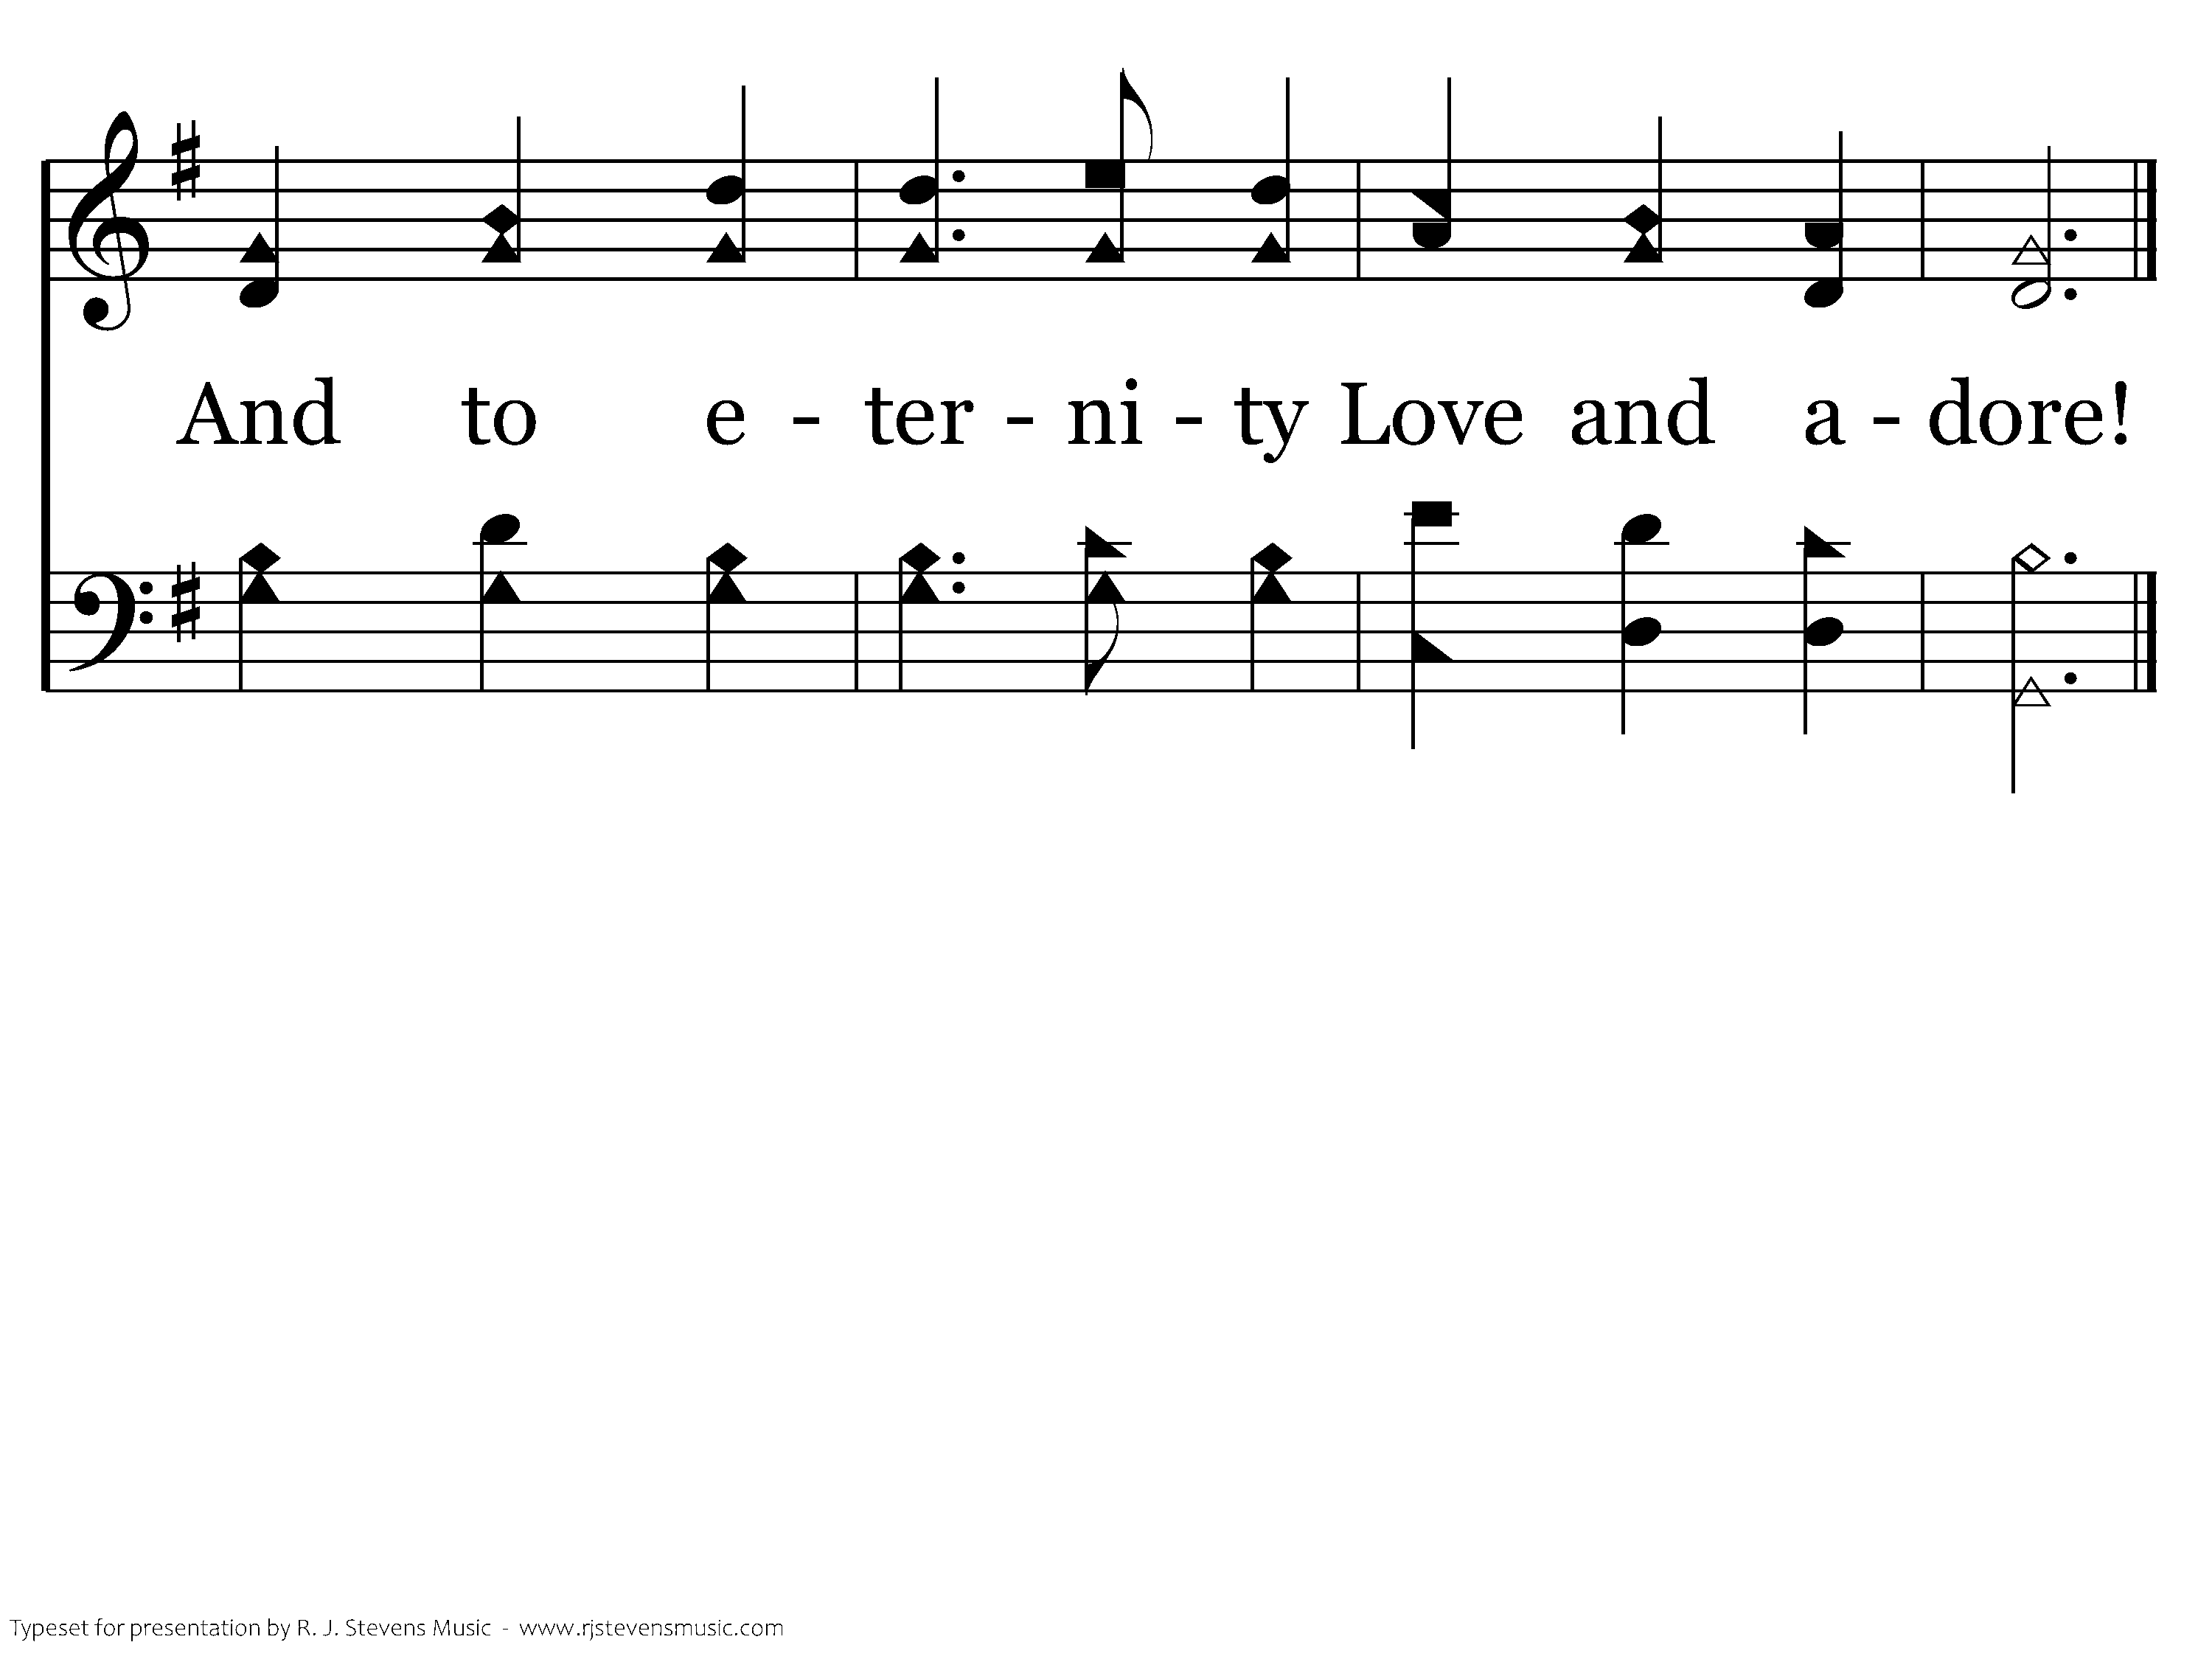 And to e - ter - ni - ty Love and a - dore!
Typeset for presentation by R. J. Stevens Music - www.rjstevensmusic.com